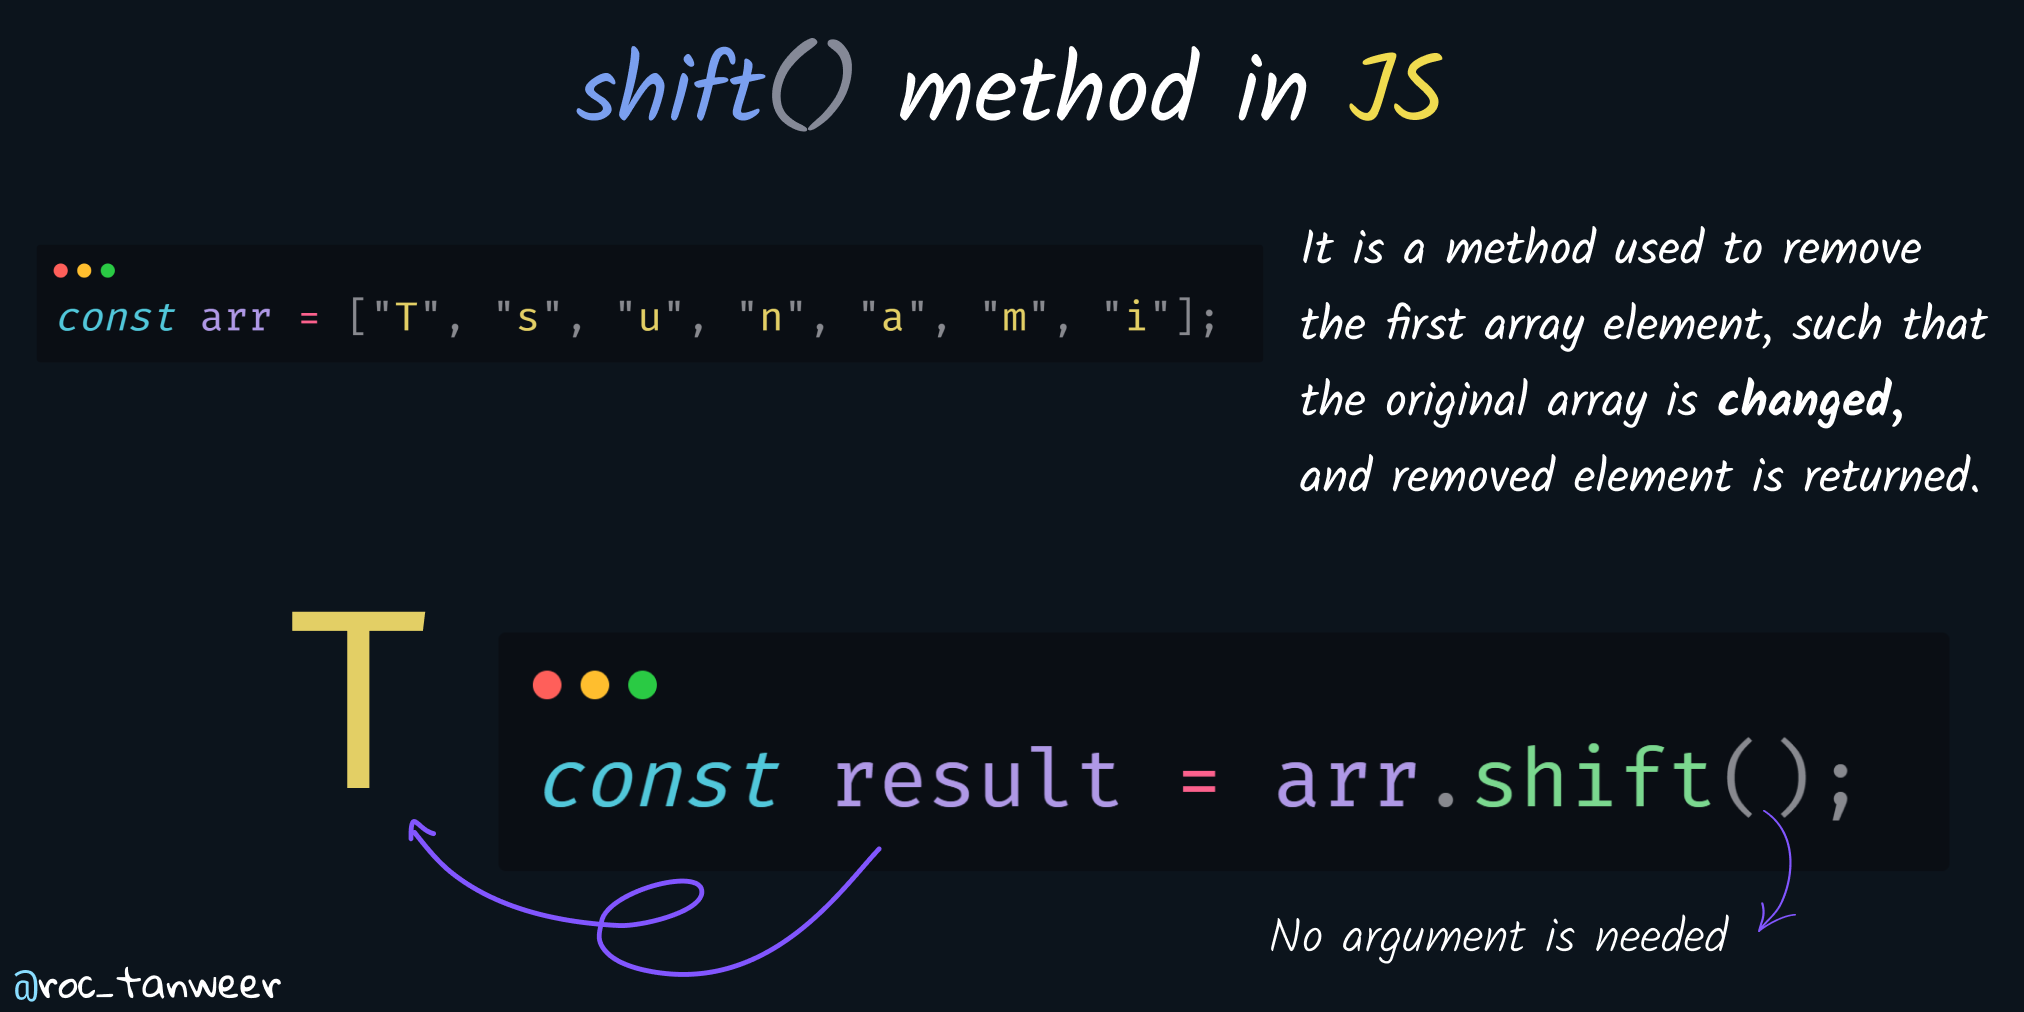 shift() method in JS
const arr = ["T", "s", "u", "n", "a", "m", "i"];
It is a method used to remove
the first array element, such that
the original array is changed,
and removed element is returned.
T
const result = arr.shift();
No argument is needed
@roc_tanweer